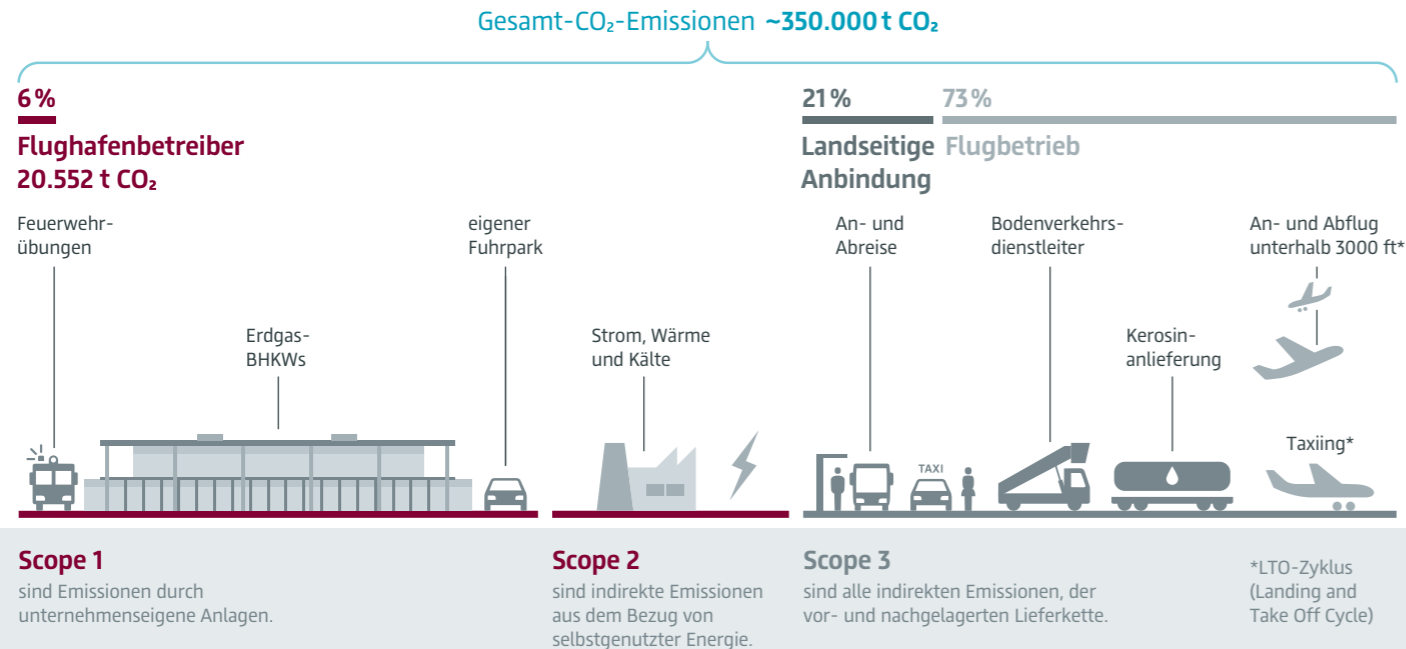 Gesamt-CO₂-Emissionen ~350.000 t CO₂
6 %
Flughafenbetreiber
20.552 t CO₂
21 %
Landseitige
Anbindung
73 %
Flugbetrieb
Feuerwehr-
übungen
Erdgas-
BHKWs
eigener
Fuhrpark
Strom, Wärme
und Kälte
An- und
Abreise
TAXI
Bodenverkehrs-
dienstleiter
Kerosin-
anlieferung
An- und Abflug
unterhalb 3000 ft*
Taxiing*
Scope 1
sind Emissionen durch
unternehmenseigene Anlagen.
Scope 2
sind indirekte Emissionen
aus dem Bezug von
selbstgenutzter Energie.
Scope 3
sind alle indirekten Emissionen, der
vor- und nachgelagerten Lieferkette.
*LTO-Zyklus
(Landing and
Take Off Cycle)